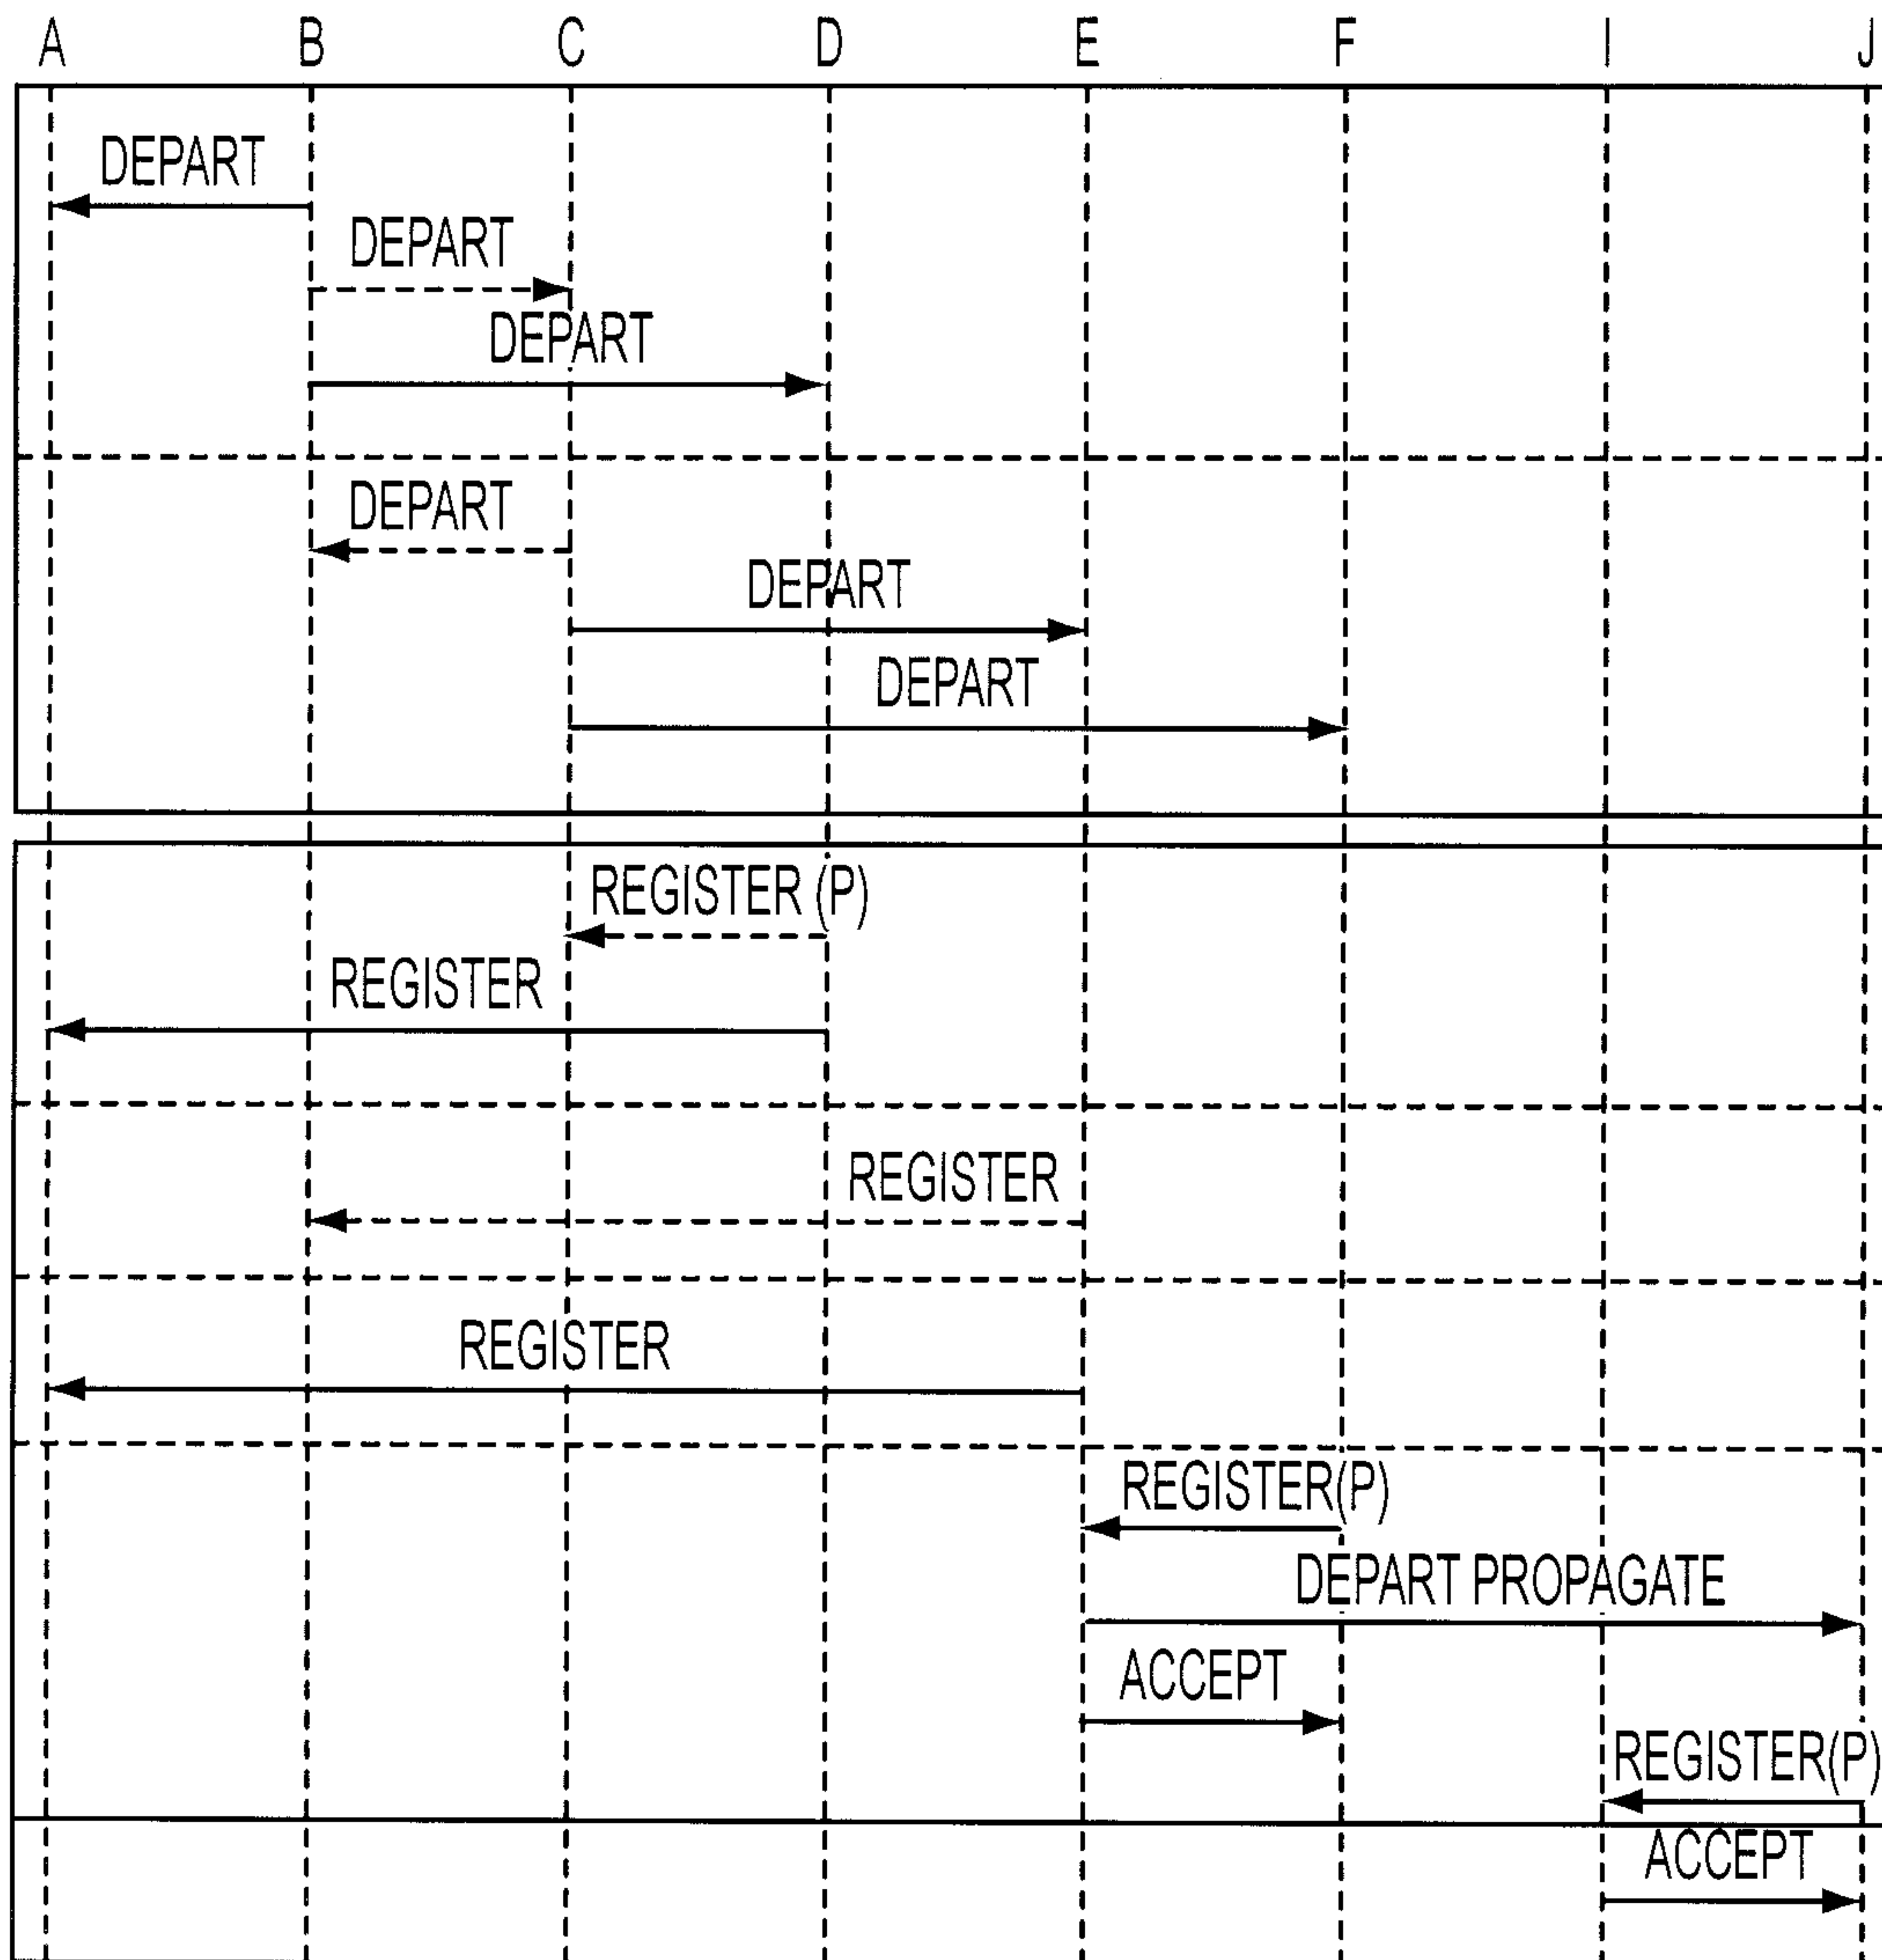 A B C D E F I J
DEPART
DEPART
DEPART
DEPART
DEPART
DEPART
REGISTER (P)
REGISTER
REGISTER
REGISTER
REGISTER(P)
DEPART PROPAGATE
ACCEPT
REGISTER(P)
ACCEPT